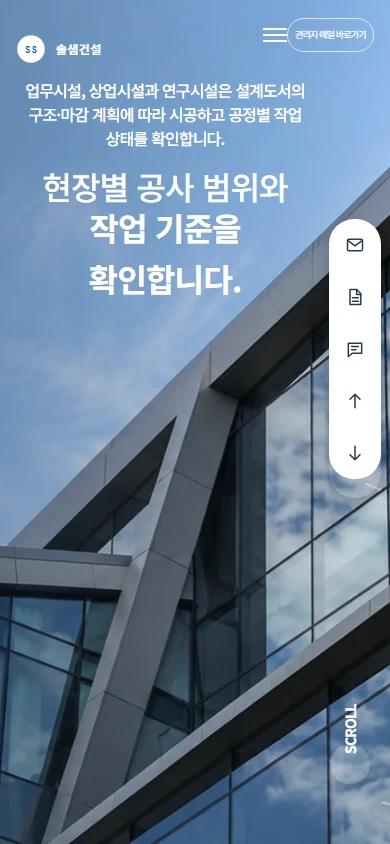 SS 솔샘건설
관리자 메일 바로가기
업무시설, 상업시설과 연구시설은 설계도서의
구조·마감 계획에 따라 시공하고 공정별 작업
상태를 확인합니다.
현장별 공사 범위와
작업 기준을
확인합니다.
SCROLL